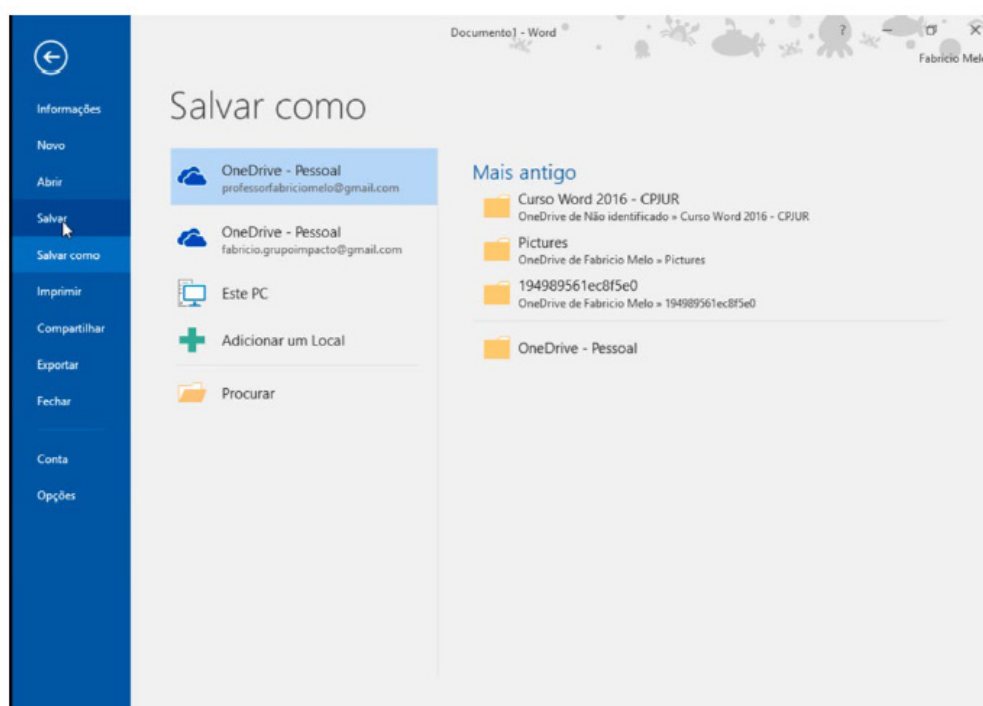 Documento1 - Word
?
Fabricio Melo
Informações
Novo
Abrir
Salvar
Salvar como
Imprimir
Compartilhar
Exportar
Fechar
Conta
Opções
Salvar como
OneDrive - Pessoal
professorfabriciomelo@gmail.com
OneDrive - Pessoal
fabricio.grupoimpacto@gmail.com
Este PC
Adicionar um Local
Procurar
Mais antigo
Curso Word 2016 - CPJUR
OneDrive de Não identificado » Curso Word 2016 - CPJUR
Pictures
OneDrive de Fabricio Melo » Pictures
194989561ec8f5e0
OneDrive de Fabricio Melo » 194989561ec8f5e0
OneDrive - Pessoal